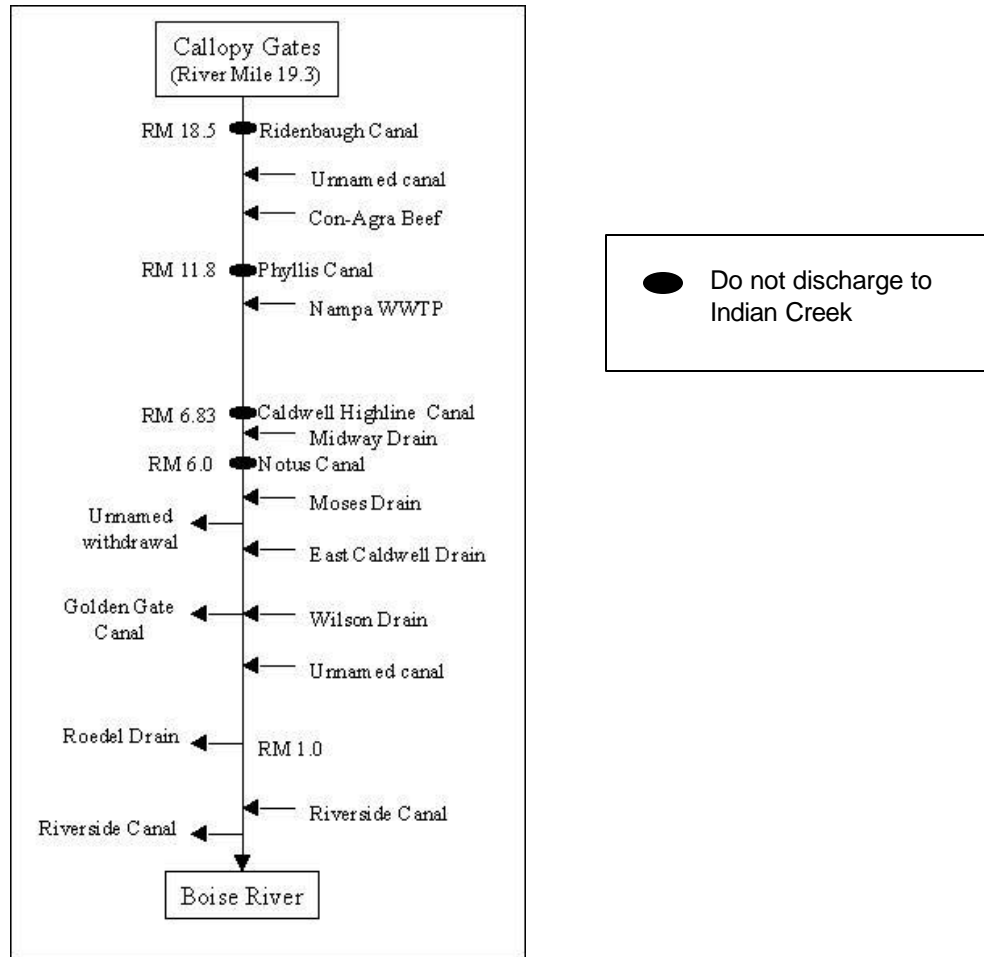 Callopy Gates
(River Mile 19.3)
RM 18.5
Ridenbaugh Canal
Unnamed canal
Con-Agra Beef
RM 11.8
Phyllis Canal
Nampa WWTP
Do not discharge to
Indian Creek
RM 6.83
Caldwell Highline Canal
Midway Drain
RM 6.0
Notus Canal
Moses Drain
Unnamed
withdrawal
East Caldwell Drain
Golden Gate
Canal
Wilson Drain
Unnamed canal
Roedel Drain
RM 1.0
Riverside Canal
Riverside Canal
Boise River